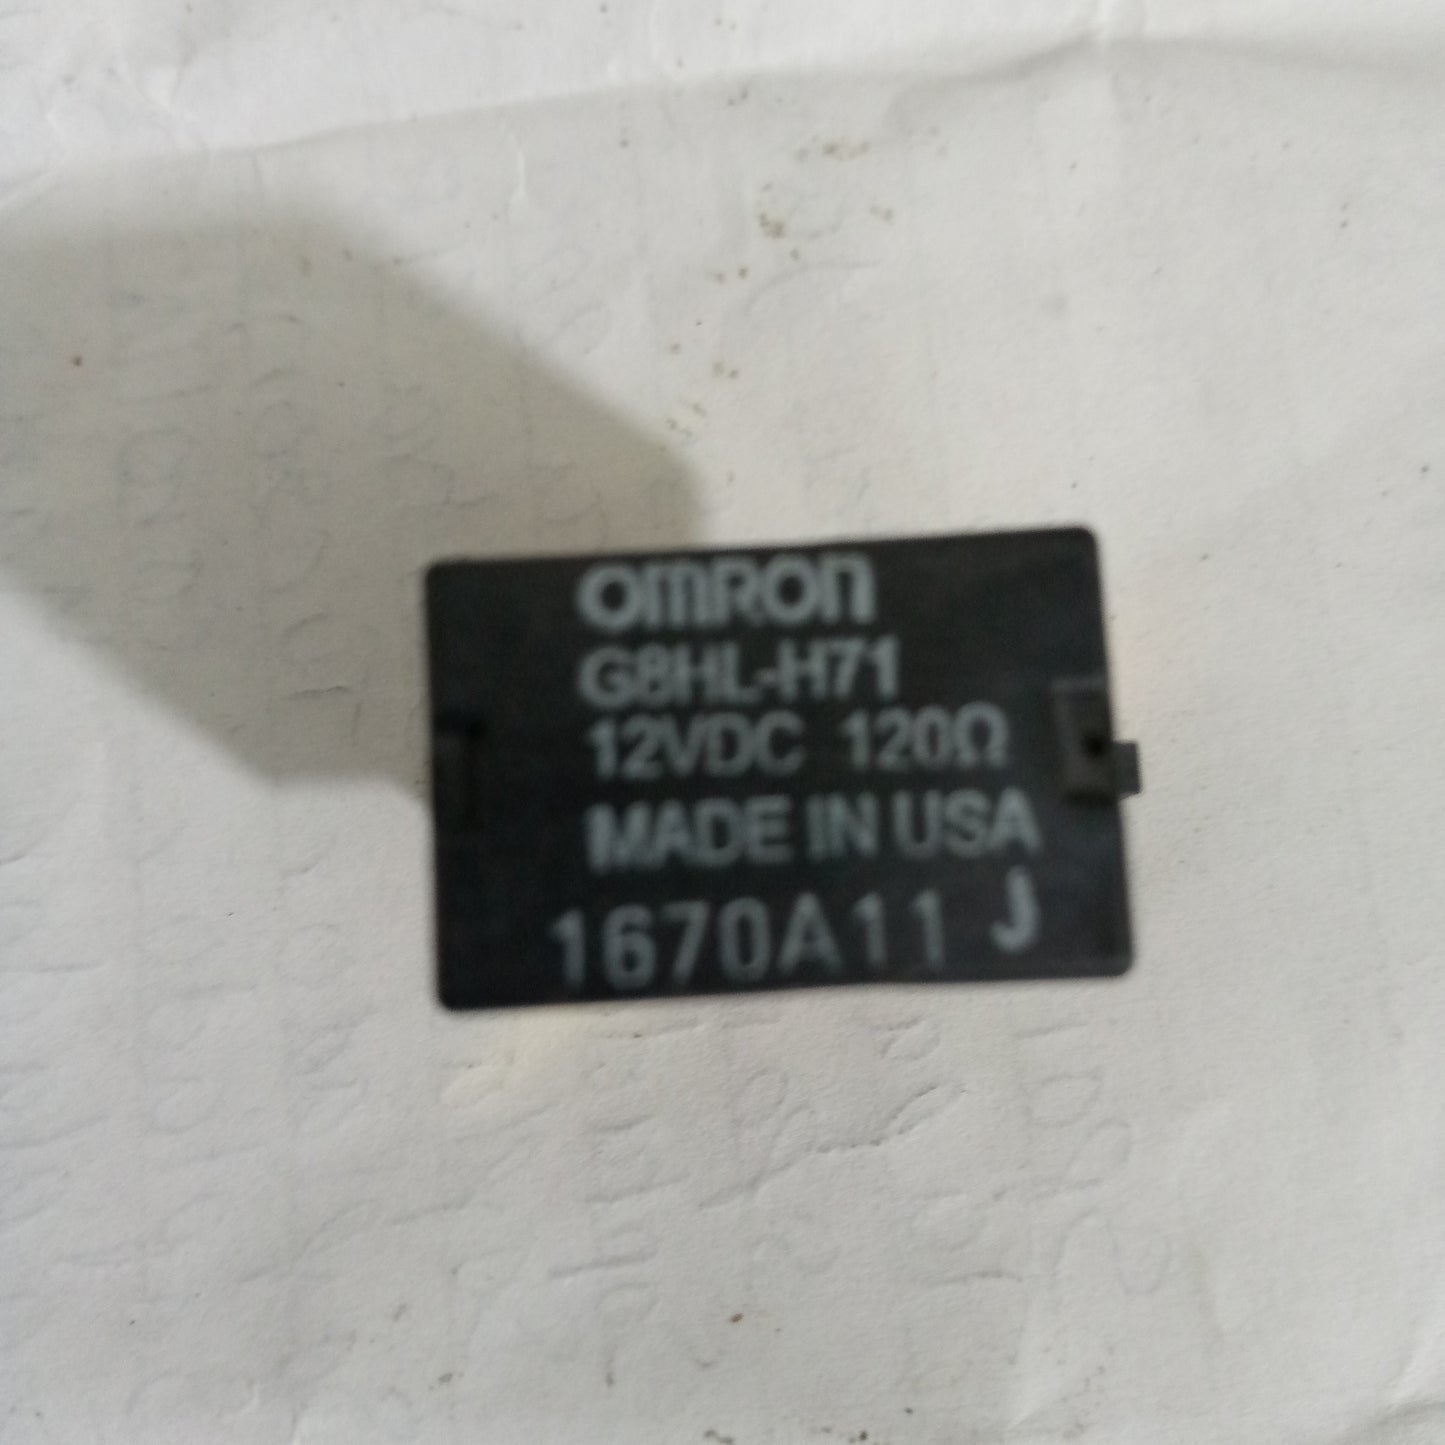 OMRON
G8HL-H71
12VDC 120Ω
MADE IN USA
1670A11 J